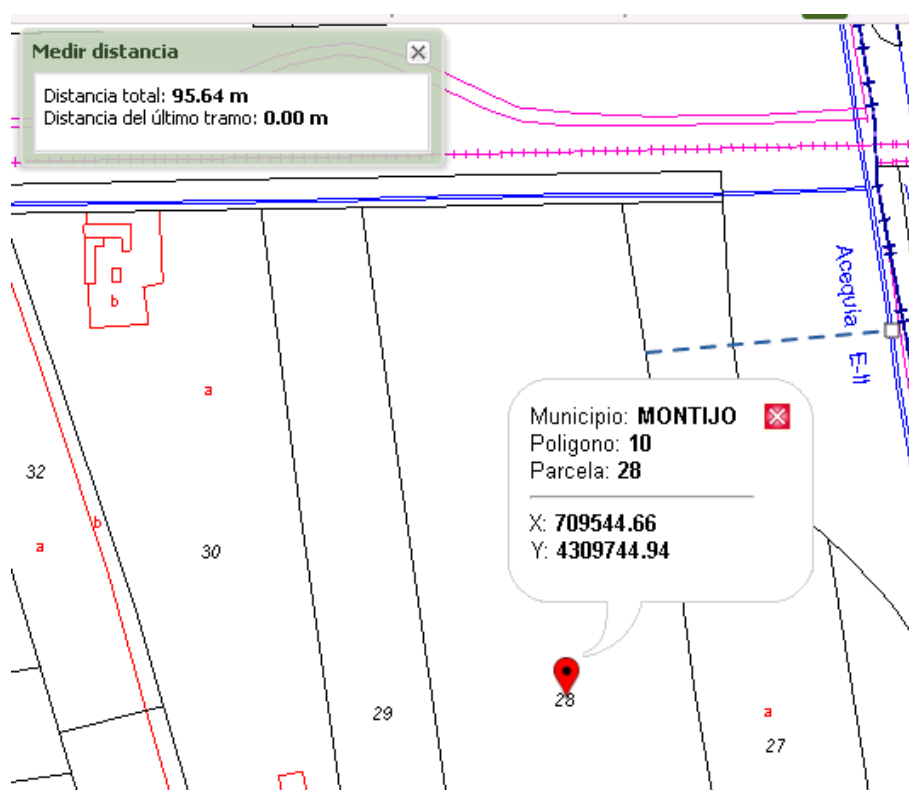 Medir distancia
Distancia total: 95.64 m
Distancia del último tramo: 0.00 m
b
a
Acequia E-11
Municipio: MONTIJO
Poligono: 10
Parcela: 28
X: 709544.66
Y: 4309744.94
32
b
a
30
28
29
a
27